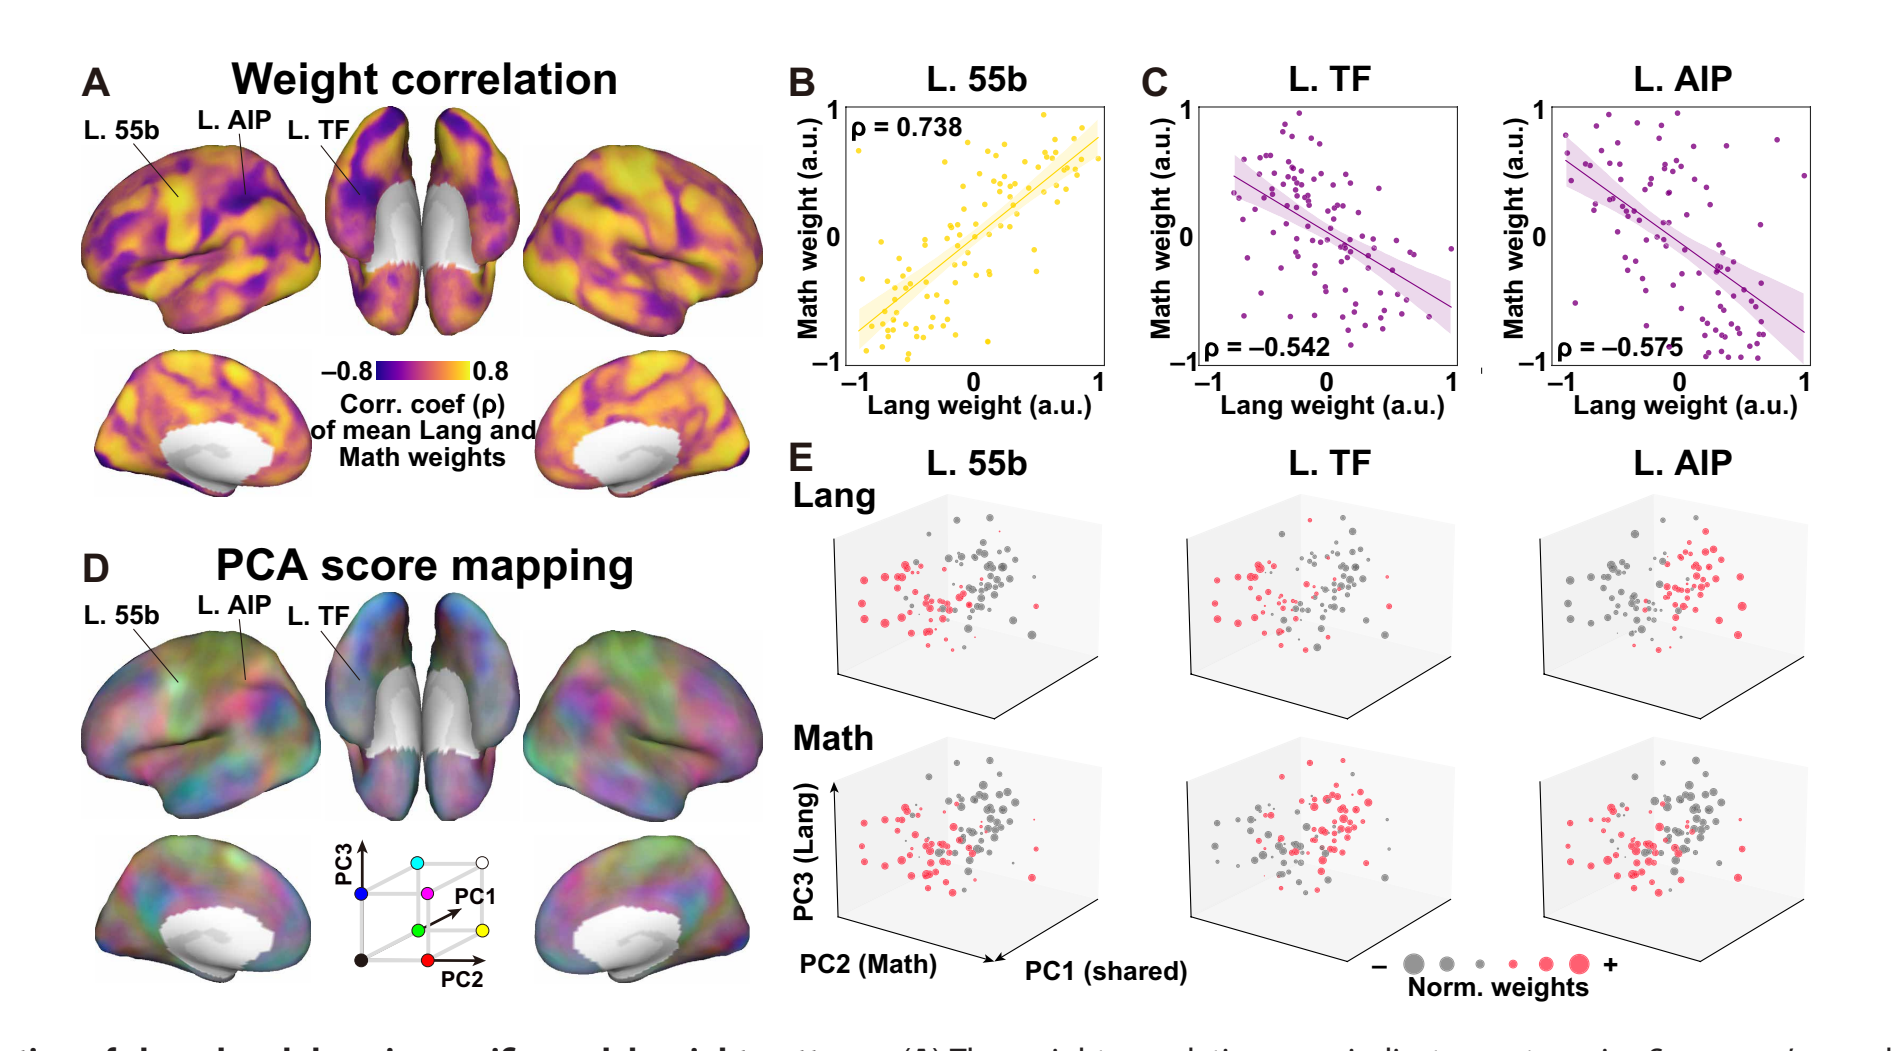 A
Weight correlation
L. 55b
L. AIP
L. TF
–0.8
0.8
Corr. coef (ρ)
of mean Lang and
Math weights
B
L. 55b
ρ = 0.738
Math weight (a.u.)
1
0
–1
–1
0
1
Lang weight (a.u.)
C
L. TF
ρ = –0.542
Math weight (a.u.)
1
0
–1
–1
0
1
Lang weight (a.u.)
L. AIP
ρ = –0.575
Math weight (a.u.)
1
0
–1
–1
0
1
Lang weight (a.u.)
D
PCA score mapping
L. 55b
L. AIP
L. TF
PC3
PC1
PC2
E
L. 55b
L. TF
L. AIP
Lang
Math
PC3 (Lang)
PC2 (Math)
PC1 (shared)
–
+
Norm. weights